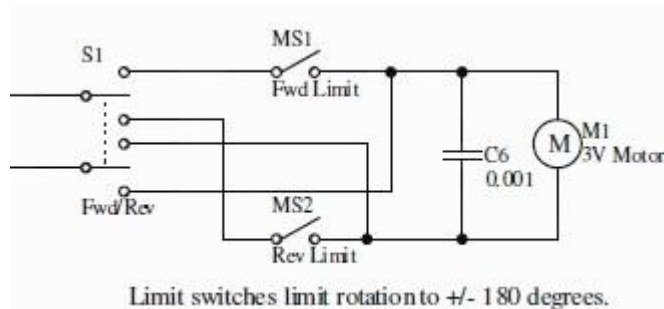 S1
MS1
Fwd Limit
M
M1
3V Motor
C6
0.001
Fwd/Rev
MS2
Rev Limit
Limit switches limit rotation to +/- 180 degrees.